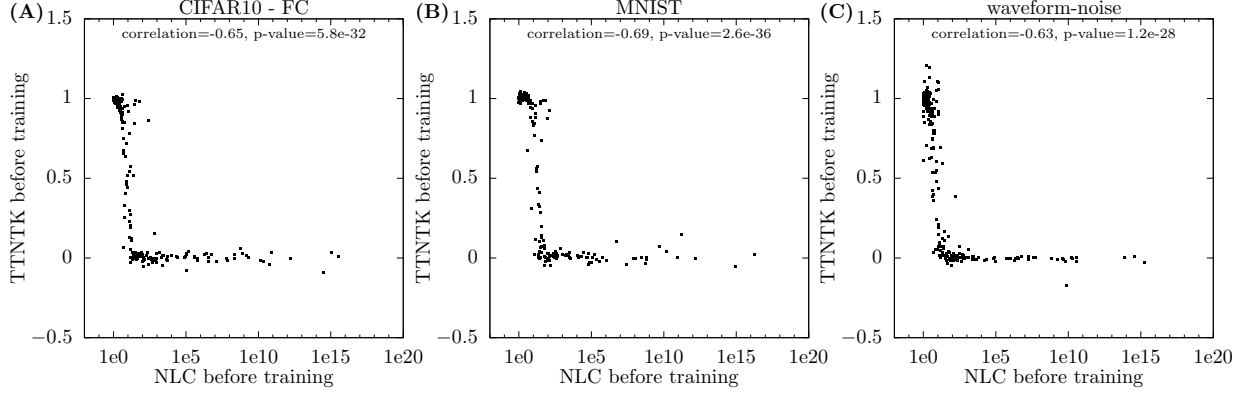 (A) CIFAR10 - FC
correlation=-0.65, p-value=5.8e-32
TTNTK before training
1.5
1
0.5
0
−0.5
1e0 1e5 1e10 1e15 1e20
NLC before training
(B) MNIST
correlation=-0.69, p-value=2.6e-36
TTNTK before training
1.5
1
0.5
0
−0.5
1e0 1e5 1e10 1e15 1e20
NLC before training
(C) waveform-noise
correlation=-0.63, p-value=1.2e-28
TTNTK before training
1.5
1
0.5
0
−0.5
1e0 1e5 1e10 1e15 1e20
NLC before training